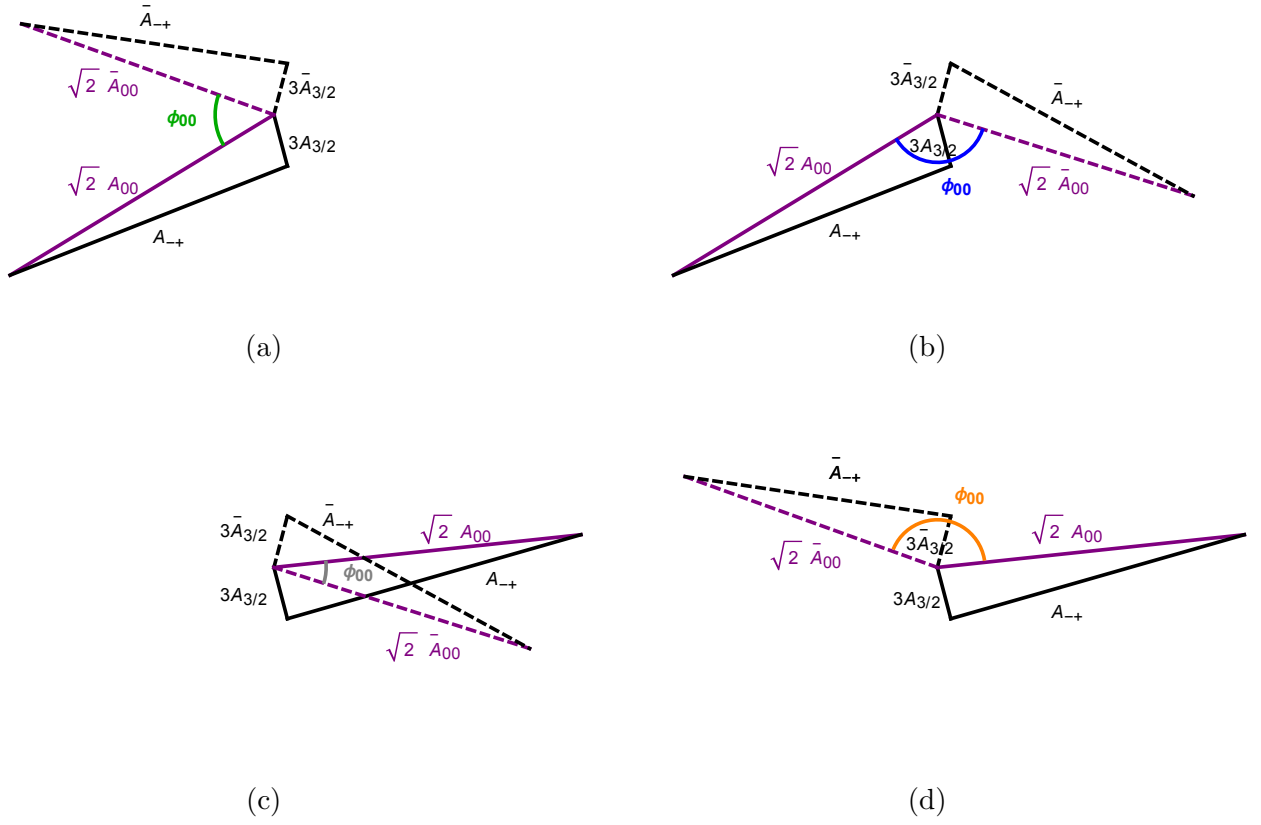 Ā₋₊
√2 Ā₀₀
3Ā₃/₂
ϕ₀₀
3A₃/₂
√2 A₀₀
A₋₊
(a)
3Ā₃/₂
Ā₋₊
3A₃/₂
√2 A₀₀
ϕ₀₀
√2 Ā₀₀
A₋₊
(b)
3Ā₃/₂
Ā₋₊
√2 A₀₀
ϕ₀₀
A₋₊
3A₃/₂
√2 Ā₀₀
(c)
Ā₋₊
ϕ₀₀
√2 A₀₀
3Ā₃/₂
√2 Ā₀₀
3A₃/₂
A₋₊
(d)